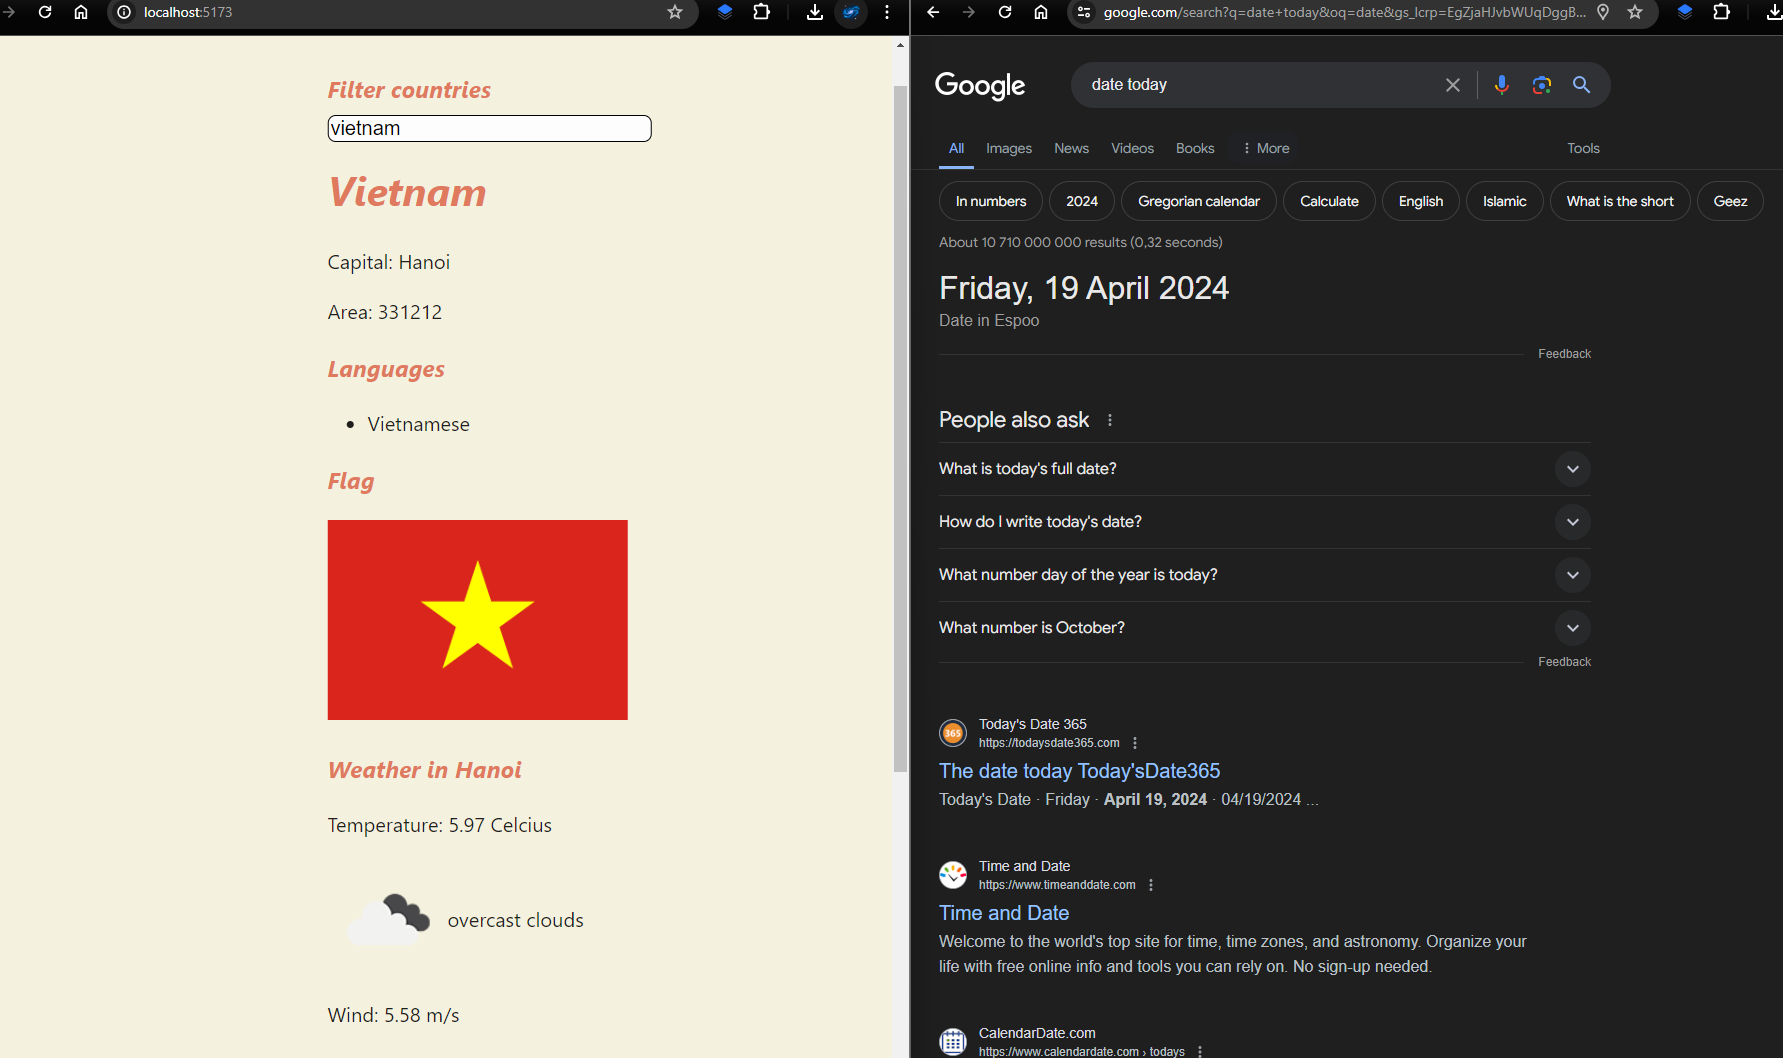 localhost:5173
Filter countries
vietnam
Vietnam
Capital: Hanoi
Area: 331212
Languages
Vietnamese
Flag
Weather in Hanoi
Temperature: 5.97 Celcius
overcast clouds
Wind: 5.58 m/s
google.com/search?q=date+today&oq=date&gs_lcrp=EgZjaHJvbWUqDggB...
Google
date today
All Images News Videos Books More Tools
In numbers 2024 Gregorian calendar Calculate English Islamic What is the short Geez
About 10 710 000 000 results (0,32 seconds)
Friday, 19 April 2024
Date in Espoo
Feedback
People also ask
What is today's full date?
How do I write today's date?
What number day of the year is today?
What number is October?
Feedback
365
Today's Date 365
https://todaysdate365.com
The date today Today'sDate365
Today's Date · Friday · April 19, 2024 · 04/19/2024 ...
Time and Date
https://www.timeanddate.com
Time and Date
Welcome to the world's top site for time, time zones, and astronomy. Organize your
life with free online info and tools you can rely on. No sign-up needed.
CalendarDate.com
https://www.calendardate.com › todays